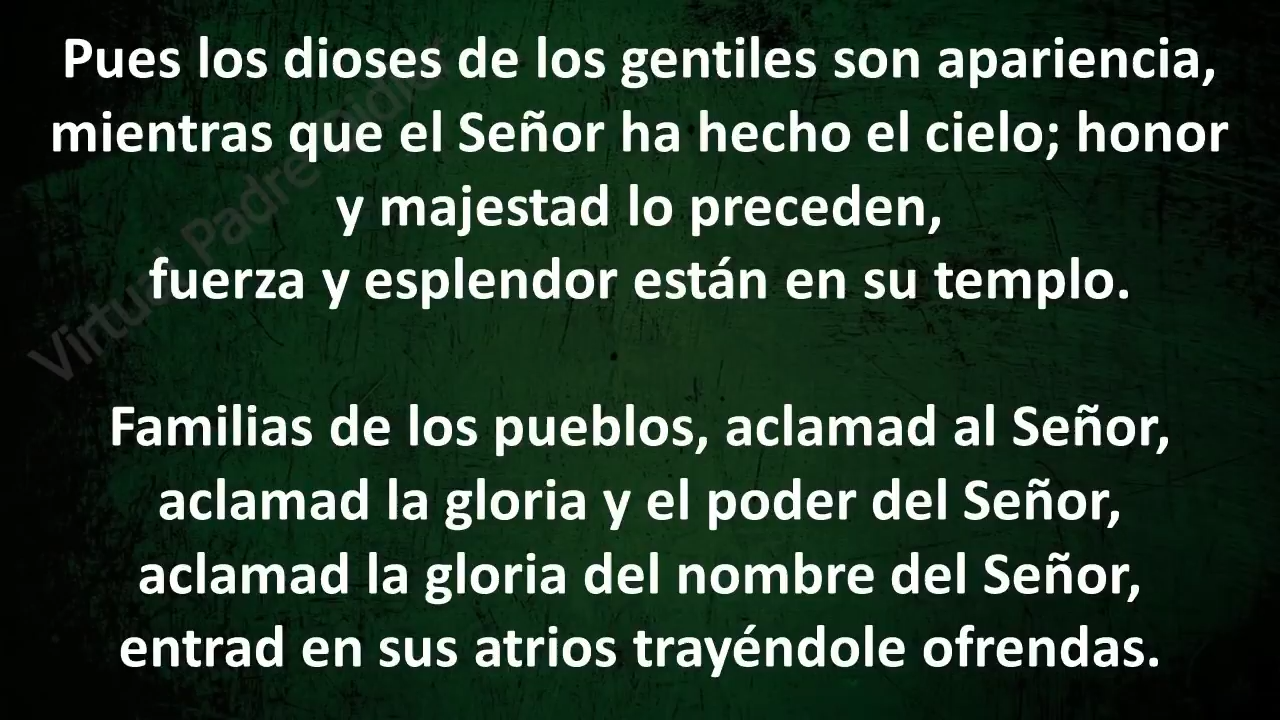 Pues los dioses de los gentiles son apariencia,
mientras que el Señor ha hecho el cielo; honor
y majestad lo preceden,
fuerza y esplendor están en su templo.
Familias de los pueblos, aclamad al Señor,
aclamad la gloria y el poder del Señor,
aclamad la gloria del nombre del Señor,
entrad en sus atrios trayéndole ofrendas.
Padre